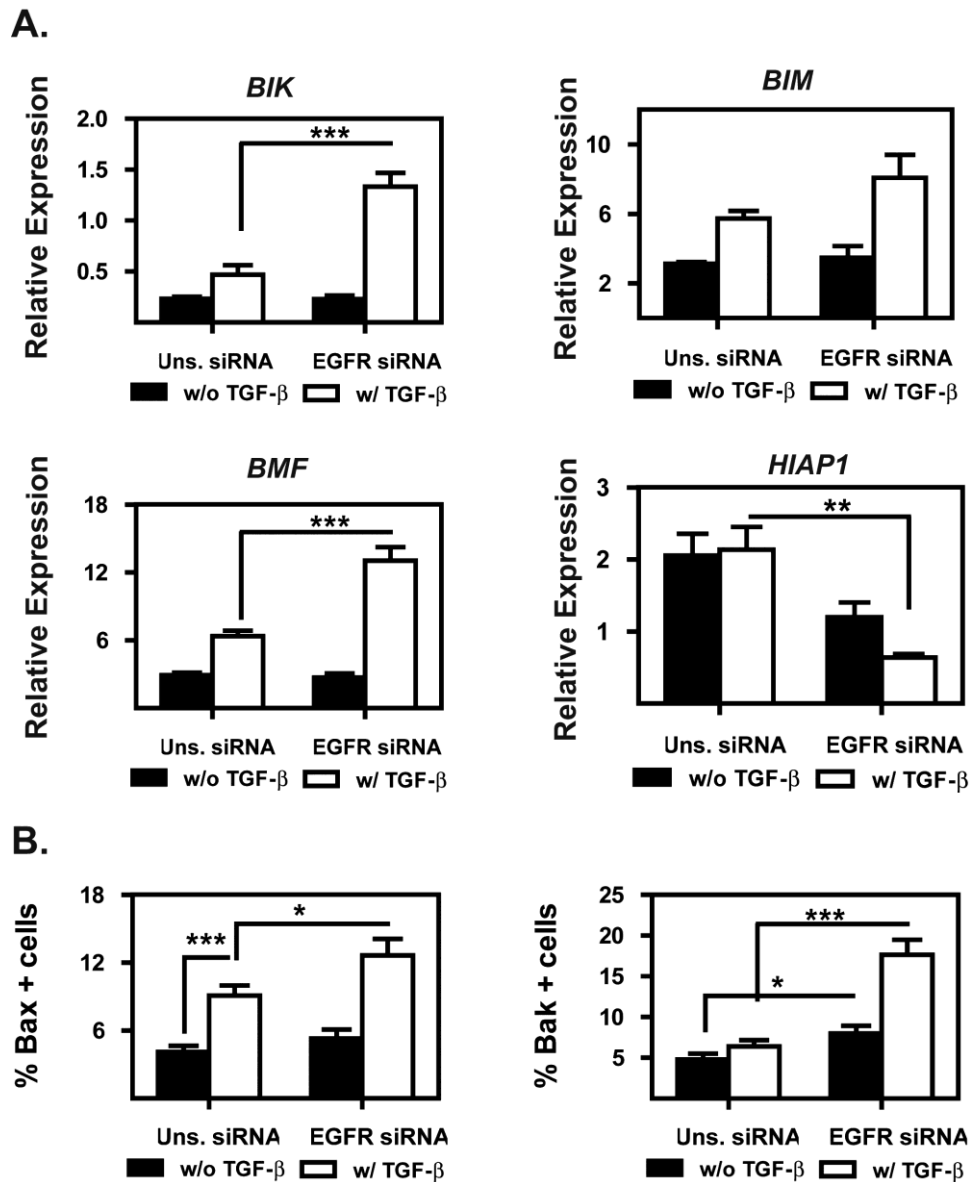 A.
BIK
Relative Expression
2.0
***
1.5
1.0
0.5
Uns. siRNA EGFR siRNA
w/o TGF-β w/ TGF-β
BIM
Relative Expression
10
6
2
Uns. siRNA EGFR siRNA
w/o TGF-β w/ TGF-β
BMF
Relative Expression
18
***
12
6
Uns. siRNA EGFR siRNA
w/o TGF-β w/ TGF-β
HIAP1
Relative Expression
3
**
2
1
Uns. siRNA EGFR siRNA
w/o TGF-β w/ TGF-β
B.
% Bax + cells
18
*
***
12
6
Uns. siRNA EGFR siRNA
w/o TGF-β w/ TGF-β
% Bak + cells
25
***
20
15
*
10
5
Uns. siRNA EGFR siRNA
w/o TGF-β w/ TGF-β